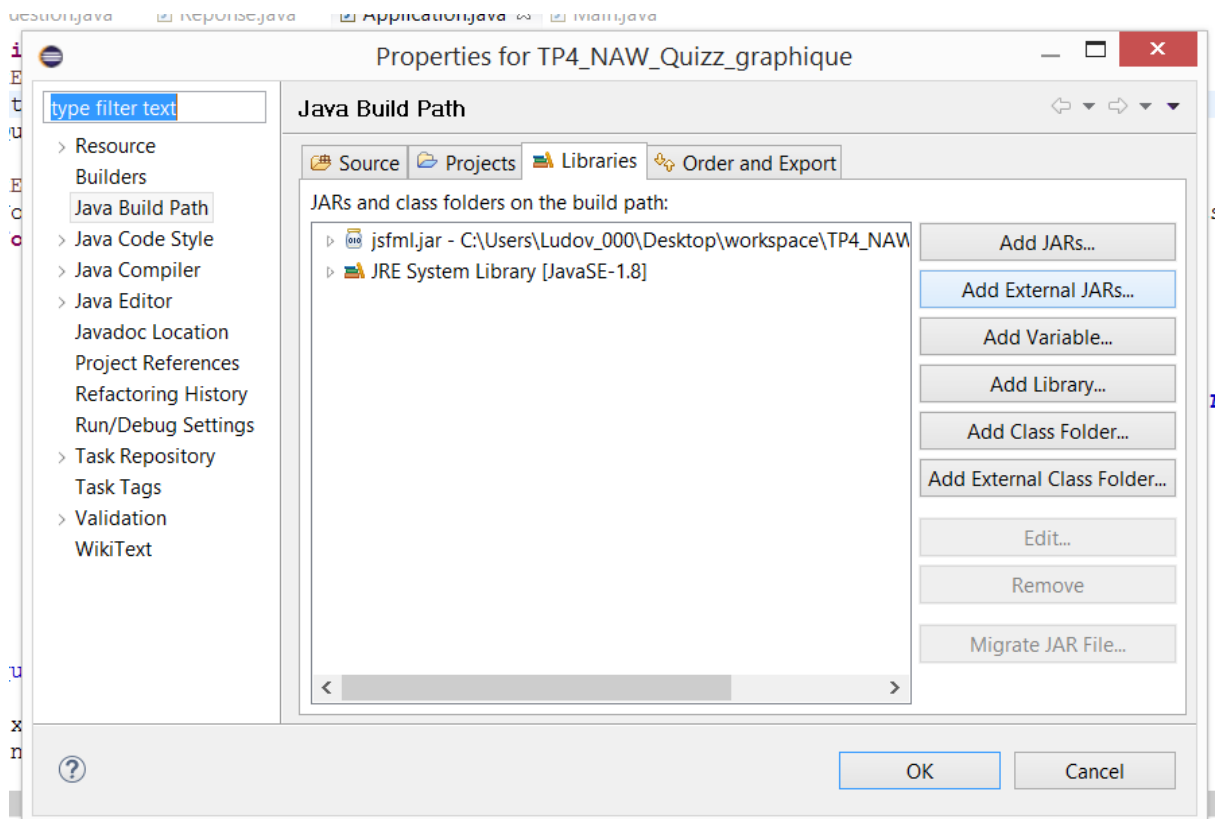 Application.java Main.java
Properties for TP4_NAW_Quizz_graphique
type filter text
Resource
Builders
Java Build Path
Java Code Style
Java Compiler
Java Editor
Javadoc Location
Project References
Refactoring History
Run/Debug Settings
Task Repository
Task Tags
Validation
WikiText
Java Build Path
Source Projects Libraries Order and Export
JARs and class folders on the build path:
jsfml.jar - C:\Users\Ludov_000\Desktop\workspace\TP4_NAW
JRE System Library [JavaSE-1.8]
Add JARs...
Add External JARs...
Add Variable...
Add Library...
Add Class Folder...
Add External Class Folder...
Edit...
Remove
Migrate JAR File...
OK Cancel